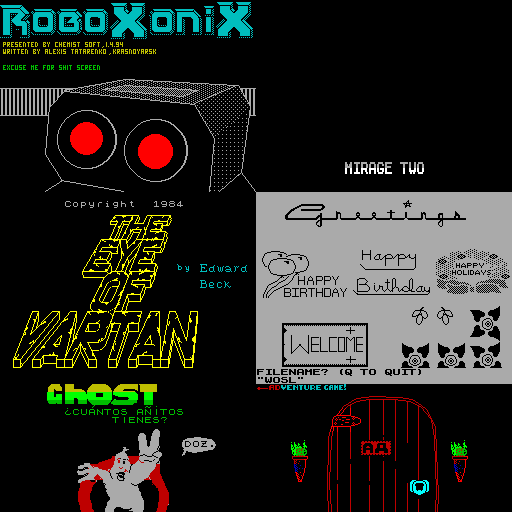 RoboXoniX
PRESENTED BY CHEMIST SOFT,1.4.94
WRITTEN BY ALEXIS TATARENKO,KRASNOYARSK
EXCUSE ME FOR SHIT SCREEN
MIRAGE TWO
Copyright 1984
THE
EYE
OF
VARTAN
by Edward
Beck
Greetings
HAPPY
BIRTHDAY
Happy
Birthday
HAPPY
HOLIDAYS
WELCOME
FILENAME? (Q TO QUIT)
"WOSL"
GHOST
¿CUÁNTOS AÑITOS
TIENES?
DOZ
ADVENTURE GAME!
A.A.